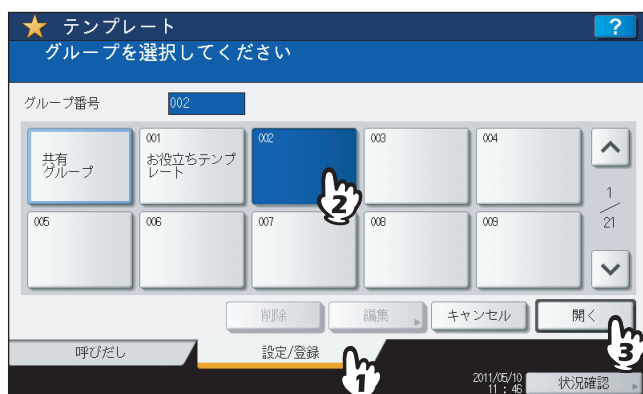 テンプレート
?
グループを選択してください
グループ番号
002
共有
グループ
001
お役立ちテンプ
レート
002
003
004
1
21
005
006
007
008
009
2
削除
編集
キャンセル
開く
呼びだし
設定/登録
1
3
2011/05/10
11 : 46
状況確認